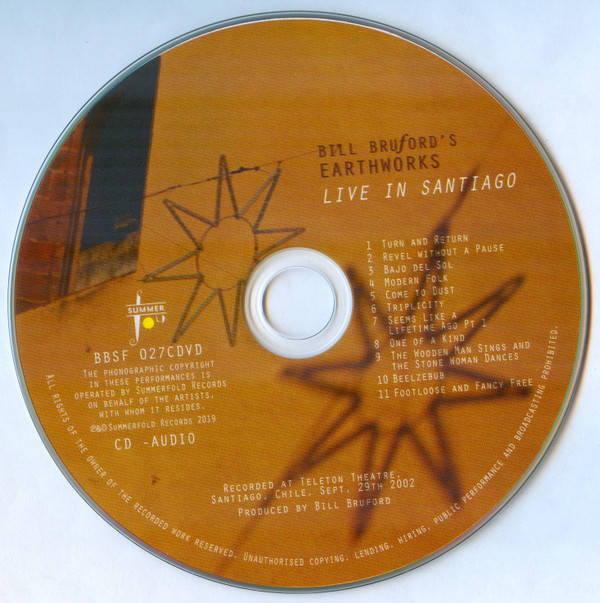 BILL BRUFORD'S
EARTHWORKS
LIVE IN SANTIAGO
1 TURN AND RETURN
2 REVEL WITHOUT A PAUSE
3 BAJO DEL SOL
4 MODERN FOLK
5 COME TO DUST
6 TRIPLICITY
7 SEEMS LIKE A
LIFETIME AGO PT 1
8 ONE OF A KIND
9 THE WOODEN MAN SINGS AND
THE STONE WOMAN DANCES
10 BEELZEBUB
11 FOOTLOOSE AND FANCY FREE
SUMMER
FOLD
BBSF 027CDVD
THE PHONOGRAPHIC COPYRIGHT
IN THESE PERFORMANCES IS
OPERATED BY SUMMERFOLD RECORDS
ON BEHALF OF THE ARTISTS,
WITH WHOM IT RESIDES.
℗&©SUMMERFOLD RECORDS 2019
CD -AUDIO
RECORDED AT TELETON THEATRE,
SANTIAGO, CHILE, SEPT. 29TH 2002
PRODUCED BY BILL BRUFORD
ALL RIGHTS OF THE OWNER OF THE RECORDED WORK RESERVED. UNAUTHORISED COPYING, LENDING, HIRING, PUBLIC PERFORMANCE AND BROADCASTING PROHIBITED.